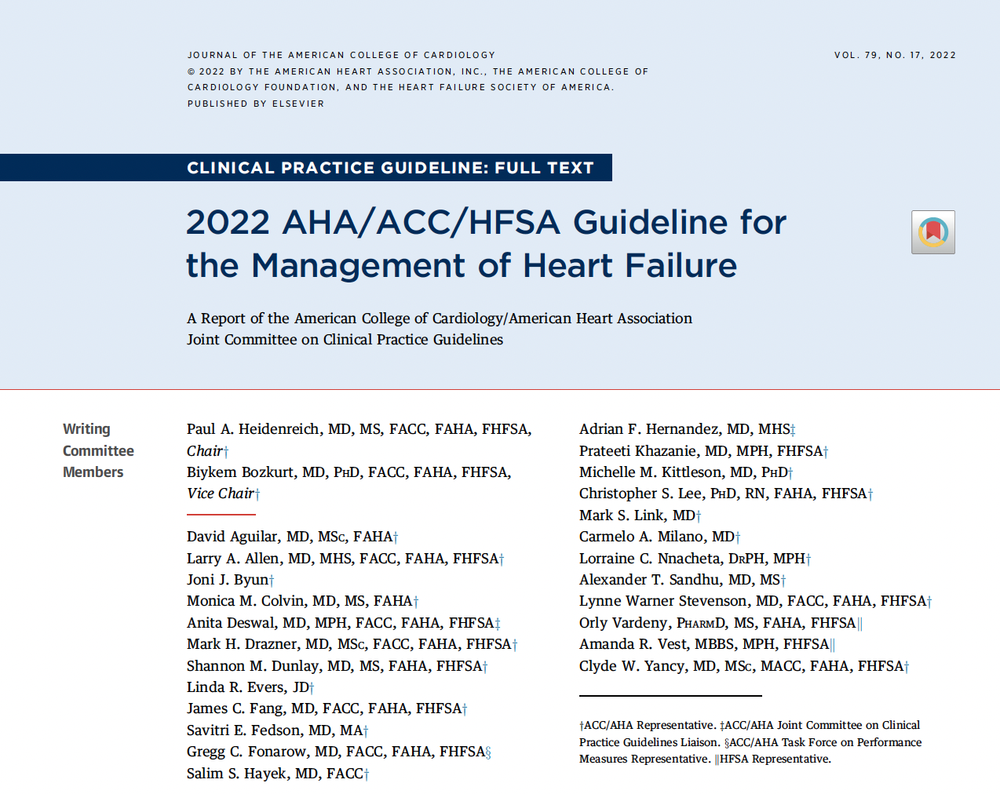 JOURNAL OF THE AMERICAN COLLEGE OF CARDIOLOGY
VOL. 79, NO. 17, 2022
© 2022 BY THE AMERICAN HEART ASSOCIATION, INC., THE AMERICAN COLLEGE OF
CARDIOLOGY FOUNDATION, AND THE HEART FAILURE SOCIETY OF AMERICA.
PUBLISHED BY ELSEVIER
CLINICAL PRACTICE GUIDELINE: FULL TEXT
2022 AHA/ACC/HFSA Guideline for
the Management of Heart Failure
A Report of the American College of Cardiology/American Heart Association
Joint Committee on Clinical Practice Guidelines
Writing
Committee
Members
Paul A. Heidenreich, MD, MS, FACC, FAHA, FHFSA,
Chair†
Biykem Bozkurt, MD, PHD, FACC, FAHA, FHFSA,
Vice Chair†
David Aguilar, MD, MSC, FAHA†
Larry A. Allen, MD, MHS, FACC, FAHA, FHFSA†
Joni J. Byun†
Monica M. Colvin, MD, MS, FAHA†
Anita Deswal, MD, MPH, FACC, FAHA, FHFSA‡
Mark H. Drazner, MD, MSC, FACC, FAHA, FHFSA†
Shannon M. Dunlay, MD, MS, FAHA, FHFSA†
Linda R. Evers, JD†
James C. Fang, MD, FACC, FAHA, FHFSA†
Savitri E. Fedson, MD, MA†
Gregg C. Fonarow, MD, FACC, FAHA, FHFSA§
Salim S. Hayek, MD, FACC†
Adrian F. Hernandez, MD, MHS‡
Prateeti Khazanie, MD, MPH, FHFSA†
Michelle M. Kittleson, MD, PHD†
Christopher S. Lee, PHD, RN, FAHA, FHFSA†
Mark S. Link, MD†
Carmelo A. Milano, MD†
Lorraine C. Nnacheta, DRPH, MPH†
Alexander T. Sandhu, MD, MS†
Lynne Warner Stevenson, MD, FACC, FAHA, FHFSA†
Orly Vardeny, PHARMD, MS, FAHA, FHFSA‖
Amanda R. Vest, MBBS, MPH, FHFSA‖
Clyde W. Yancy, MD, MSC, MACC, FAHA, FHFSA†
†ACC/AHA Representative. ‡ACC/AHA Joint Committee on Clinical
Practice Guidelines Liaison. §ACC/AHA Task Force on Performance
Measures Representative. ‖HFSA Representative.